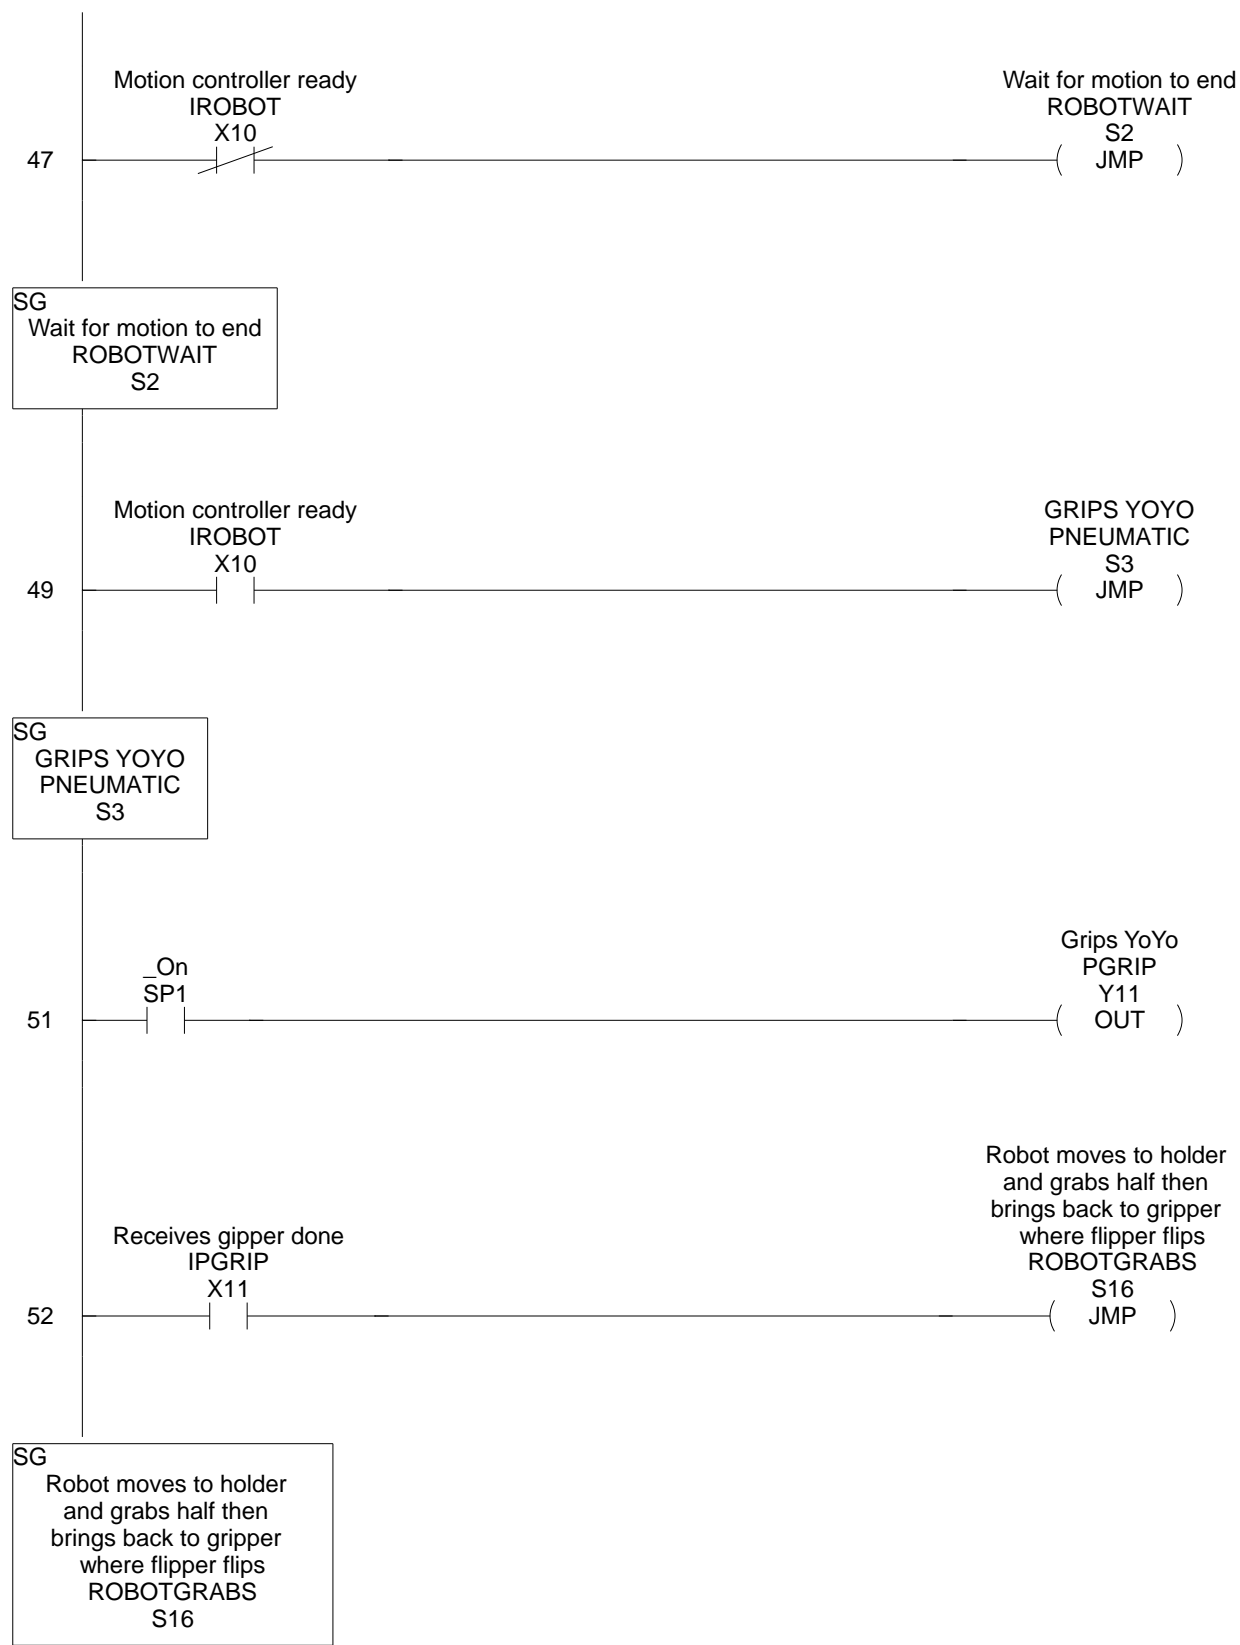 Motion controller ready
IROBOT
X10
Wait for motion to end
ROBOTWAIT
S2
47
JMP
SG
Wait for motion to end
ROBOTWAIT
S2
Motion controller ready
IROBOT
X10
GRIPS YOYO
PNEUMATIC
S3
49
JMP
SG
GRIPS YOYO
PNEUMATIC
S3
_On
SP1
Grips YoYo
PGRIP
Y11
51
OUT
Receives gipper done
IPGRIP
X11
Robot moves to holder
and grabs half then
brings back to gripper
where flipper flips
ROBOTGRABS
S16
52
JMP
SG
Robot moves to holder
and grabs half then
brings back to gripper
where flipper flips
ROBOTGRABS
S16